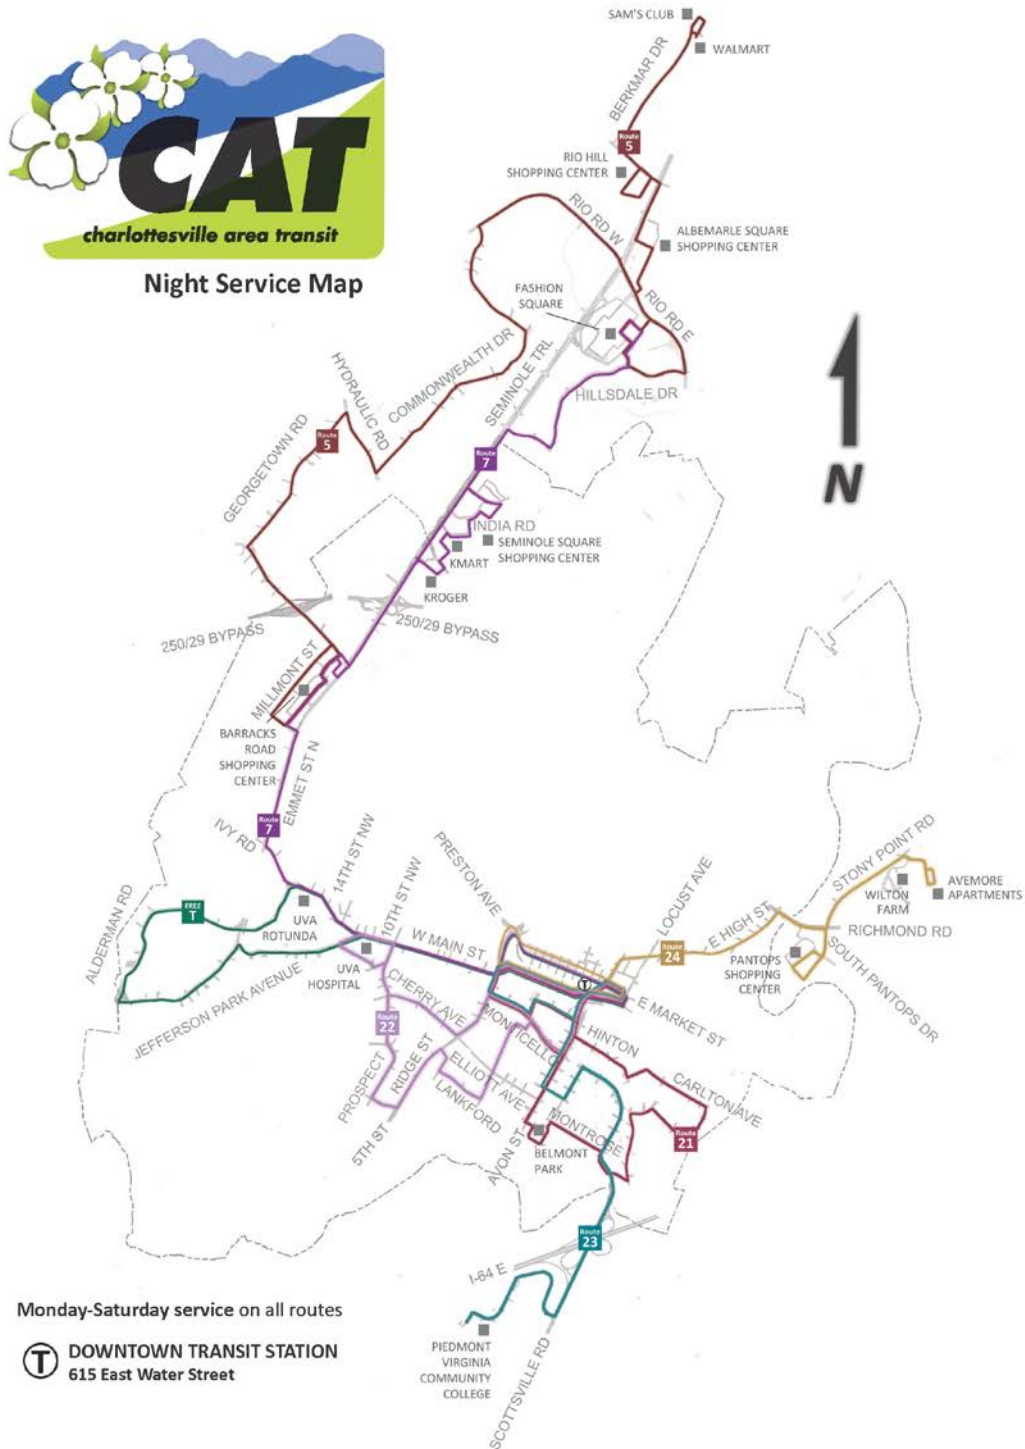 CAT
charlottesville area transit
Night Service Map
SAM'S CLUB
WALMART
BERKMAR DR
Route
5
RIO HILL
SHOPPING CENTER
RIO RD W
ALBEMARLE SQUARE
SHOPPING CENTER
FASHION
SQUARE
RIO RD E
HYDRAULIC RD
COMMONWEALTH DR
SEMINOLE TRL
HILLSDALE DR
N
GEORGETOWN RD
Route
5
Route
7
INDIA RD
SEMINOLE SQUARE
SHOPPING CENTER
KMART
KROGER
250/29 BYPASS
250/29 BYPASS
MILLMONT ST
BARRACKS
ROAD
SHOPPING
CENTER
EMMET ST N
Route
7
IVY RD
14TH ST NW
10TH ST NW
PRESTON AVE
LOCUST AVE
STONY POINT RD
ALDERMAN RD
FREE
T
UVA
ROTUNDA
W MAIN ST
UVA
HOSPITAL
Route
24
E HIGH ST
WILTON
FARM
AVEMORE
APARTMENTS
RICHMOND RD
PANTOPS
SHOPPING
CENTER
SOUTH PANTOPS DR
JEFFERSON PARK AVENUE
CHERRY AVE
T
E MARKET ST
Route
22
MONTICELLO
HINTON
PROSPECT
RIDGE ST
ELLIOTT AVE
LANKFORD
CARLTON AVE
5TH ST
AVON ST
MONTROSE
BELMONT
PARK
Route
21
Route
23
I-64 E
Monday-Saturday service on all routes
T DOWNTOWN TRANSIT STATION
615 East Water Street
PIEDMONT
VIRGINIA
COMMUNITY
COLLEGE
SCOTTSVILLE RD